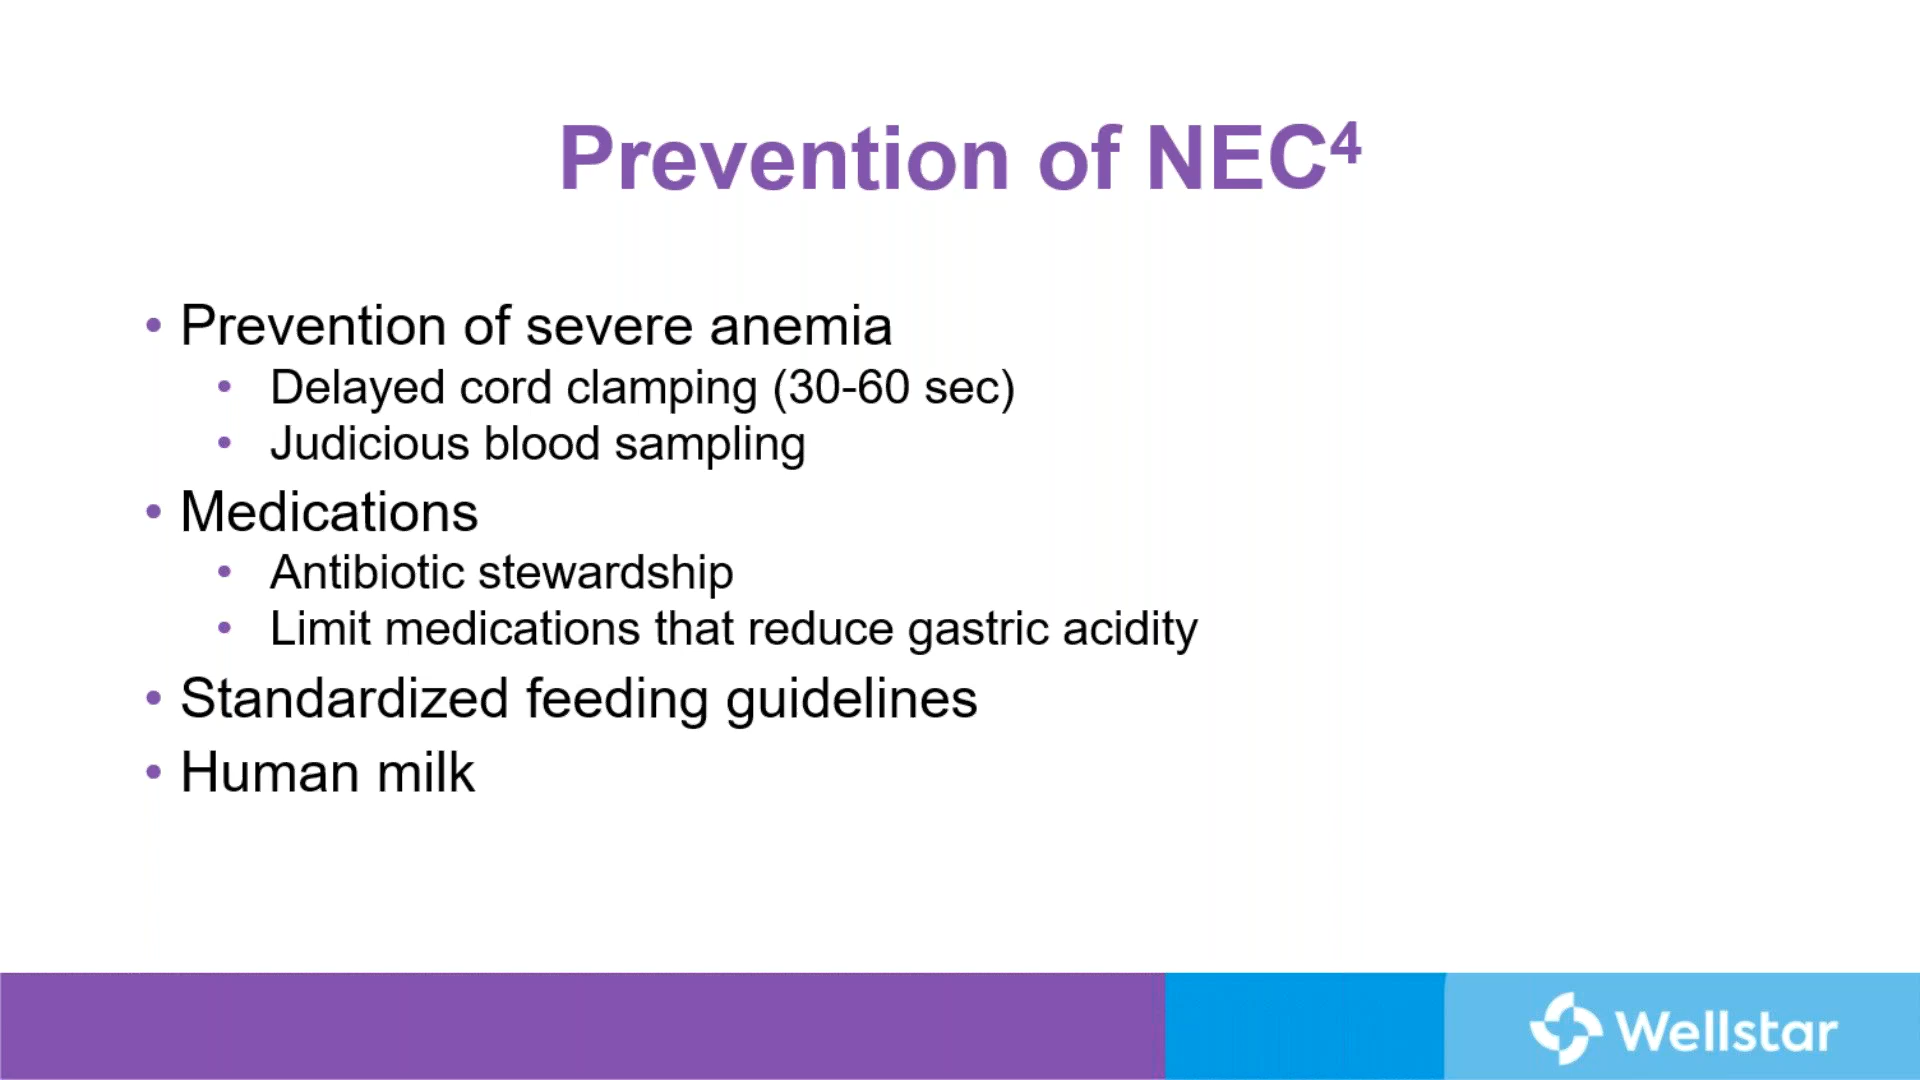 Prevention of NEC⁴
• Prevention of severe anemia
• Delayed cord clamping (30-60 sec)
• Judicious blood sampling
• Medications
• Antibiotic stewardship
• Limit medications that reduce gastric acidity
• Standardized feeding guidelines
• Human milk
Wellstar